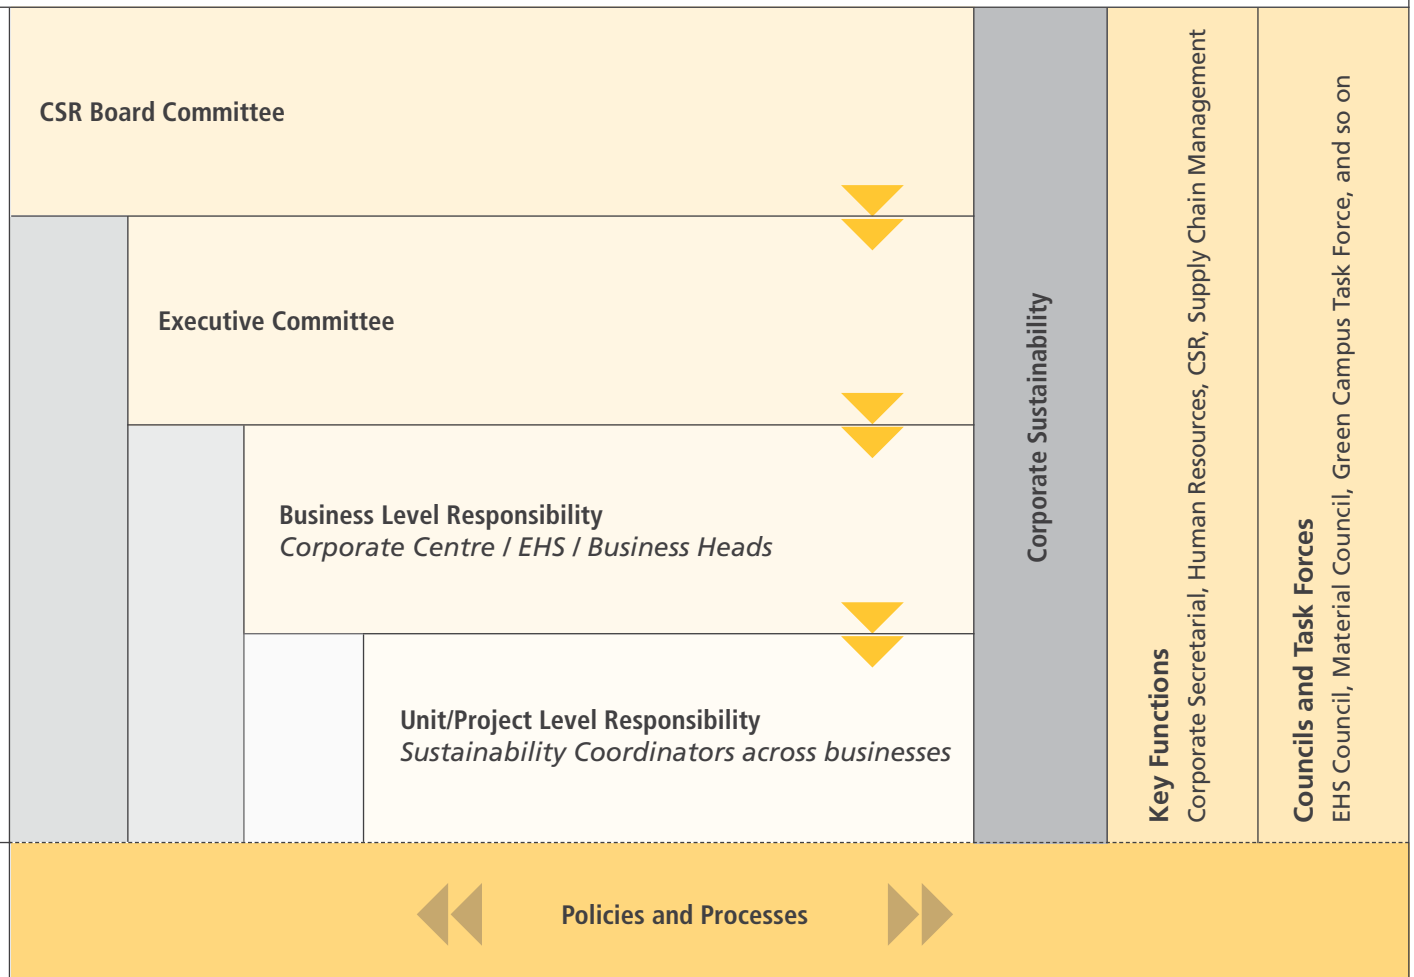 CSR Board Committee
Executive Committee
Business Level Responsibility
Corporate Centre / EHS / Business Heads
Unit/Project Level Responsibility
Sustainability Coordinators across businesses
Corporate Sustainability
Key Functions
Corporate Secretarial, Human Resources, CSR, Supply Chain Management
Councils and Task Forces
EHS Council, Material Council, Green Campus Task Force, and so on
Policies and Processes